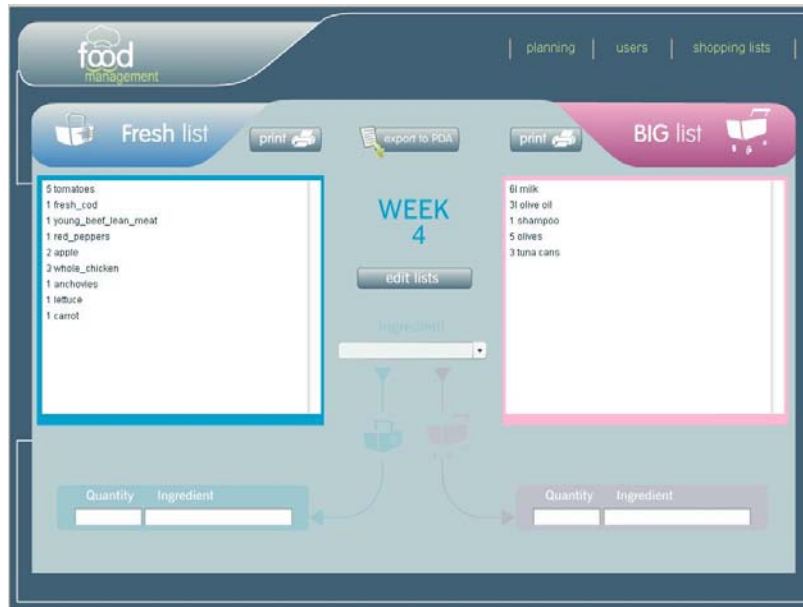 food
management
planning
users
shopping lists
Fresh list
print
export to PDA
print
BIG list
5 tomatoes
1 fresh_cod
1 young_beef_lean_meat
1 red_peppers
2 apple
3 whole_chicken
1 anchovies
1 lettuce
1 carrot
WEEK
4
edit lists
Ingredient
6l milk
3l olive oil
1 shampoo
5 olives
3 tuna cans
Quantity Ingredient
Quantity Ingredient